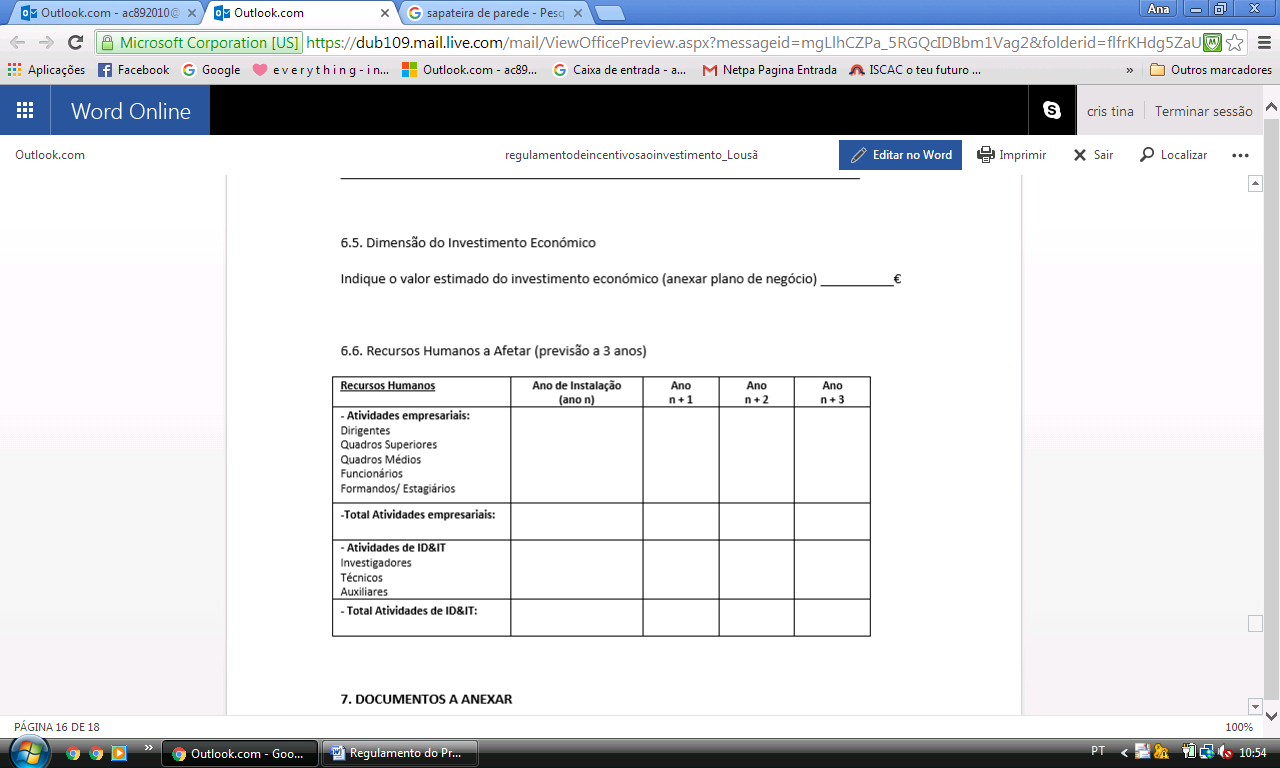 Outlook.com - ac892010@
Outlook.com
sapateira de parede - Pesq
Ana
Microsoft Corporation [US]
https://dub109.mail.live.com/mail/ViewOfficePreview.aspx?messageid=mgLlhCZPa_5RGQcIDBbm1Vag2&folderid=flfrKHdg5ZaU
Aplicações
Facebook
Google
e v e r y t h i n g - i n...
Outlook.com - ac89...
Caixa de entrada - a...
Netpa Pagina Entrada
ISCAC o teu futuro ...
»
Outros marcadores
Word Online
cris tina
Terminar sessão
Outlook.com
regulamentodeincentivosaoinvestimento_Lousã
Editar no Word
Imprimir
Sair
Localizar
6.5. Dimensão do Investimento Económico
Indique o valor estimado do investimento económico (anexar plano de negócio) __________€
6.6. Recursos Humanos a Afetar (previsão a 3 anos)
Recursos Humanos
Ano de Instalação
(ano n)
Ano
n + 1
Ano
n + 2
Ano
n + 3
- Atividades empresariais:
Dirigentes
Quadros Superiores
Quadros Médios
Funcionários
Formandos/ Estagiários
-Total Atividades empresariais:
- Atividades de ID&IT
Investigadores
Técnicos
Auxiliares
- Total Atividades de ID&IT:
7. DOCUMENTOS A ANEXAR
PÁGINA 16 DE 18
100%
»
Outlook.com - Goo...
Regulamento do Pr...
PT
10:54